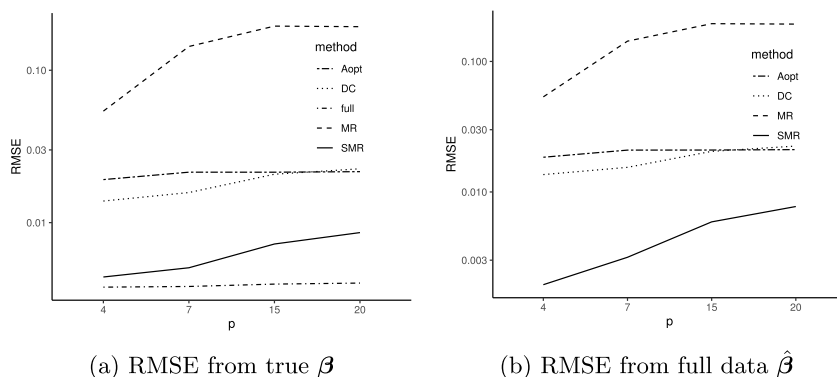 method
Aopt
DC
full
MR
SMR
RMSE
0.10
0.03
0.01
4
7
15
20
p
(a) RMSE from true β
method
Aopt
DC
MR
SMR
RMSE
0.100
0.030
0.010
0.003
4
7
15
20
p
(b) RMSE from full data β̂